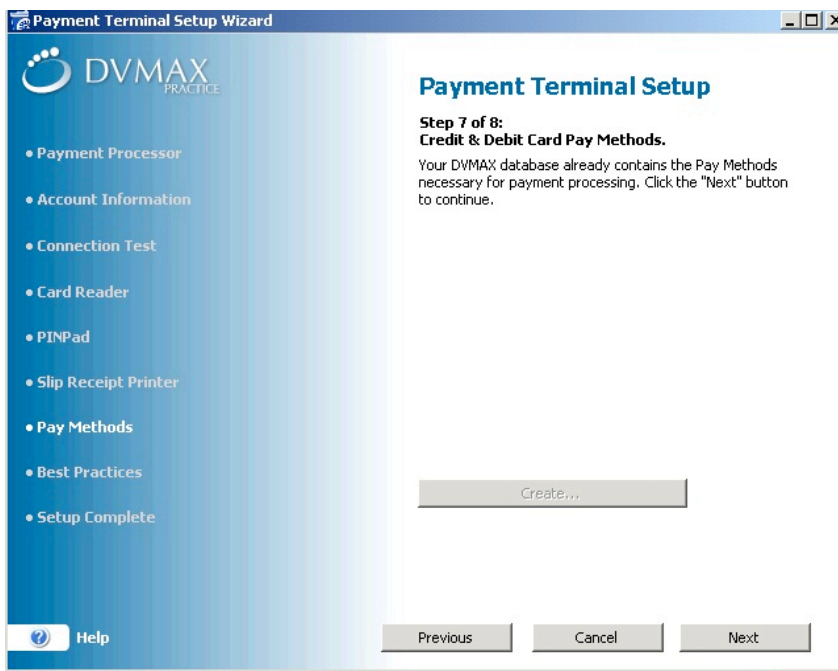 Payment Terminal Setup Wizard
DVMAX
PRACTICE
• Payment Processor
• Account Information
• Connection Test
• Card Reader
• PINPad
• Slip Receipt Printer
• Pay Methods
• Best Practices
• Setup Complete
? Help
Payment Terminal Setup
Step 7 of 8:
Credit & Debit Card Pay Methods.
Your DVMAX database already contains the Pay Methods
necessary for payment processing. Click the "Next" button
to continue.
Create...
Previous
Cancel
Next